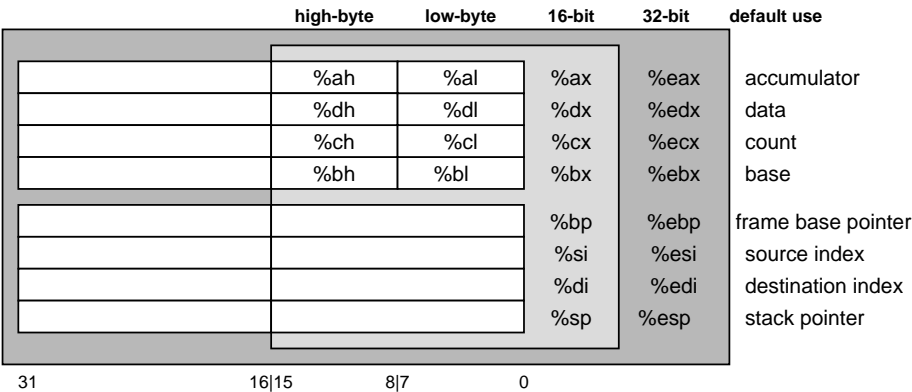 high-byte low-byte 16-bit 32-bit default use
%ah %al %ax %eax accumulator
%dh %dl %dx %edx data
%ch %cl %cx %ecx count
%bh %bl %bx %ebx base
%bp %ebp frame base pointer
%si %esi source index
%di %edi destination index
%sp %esp stack pointer
31 16|15 8|7 0